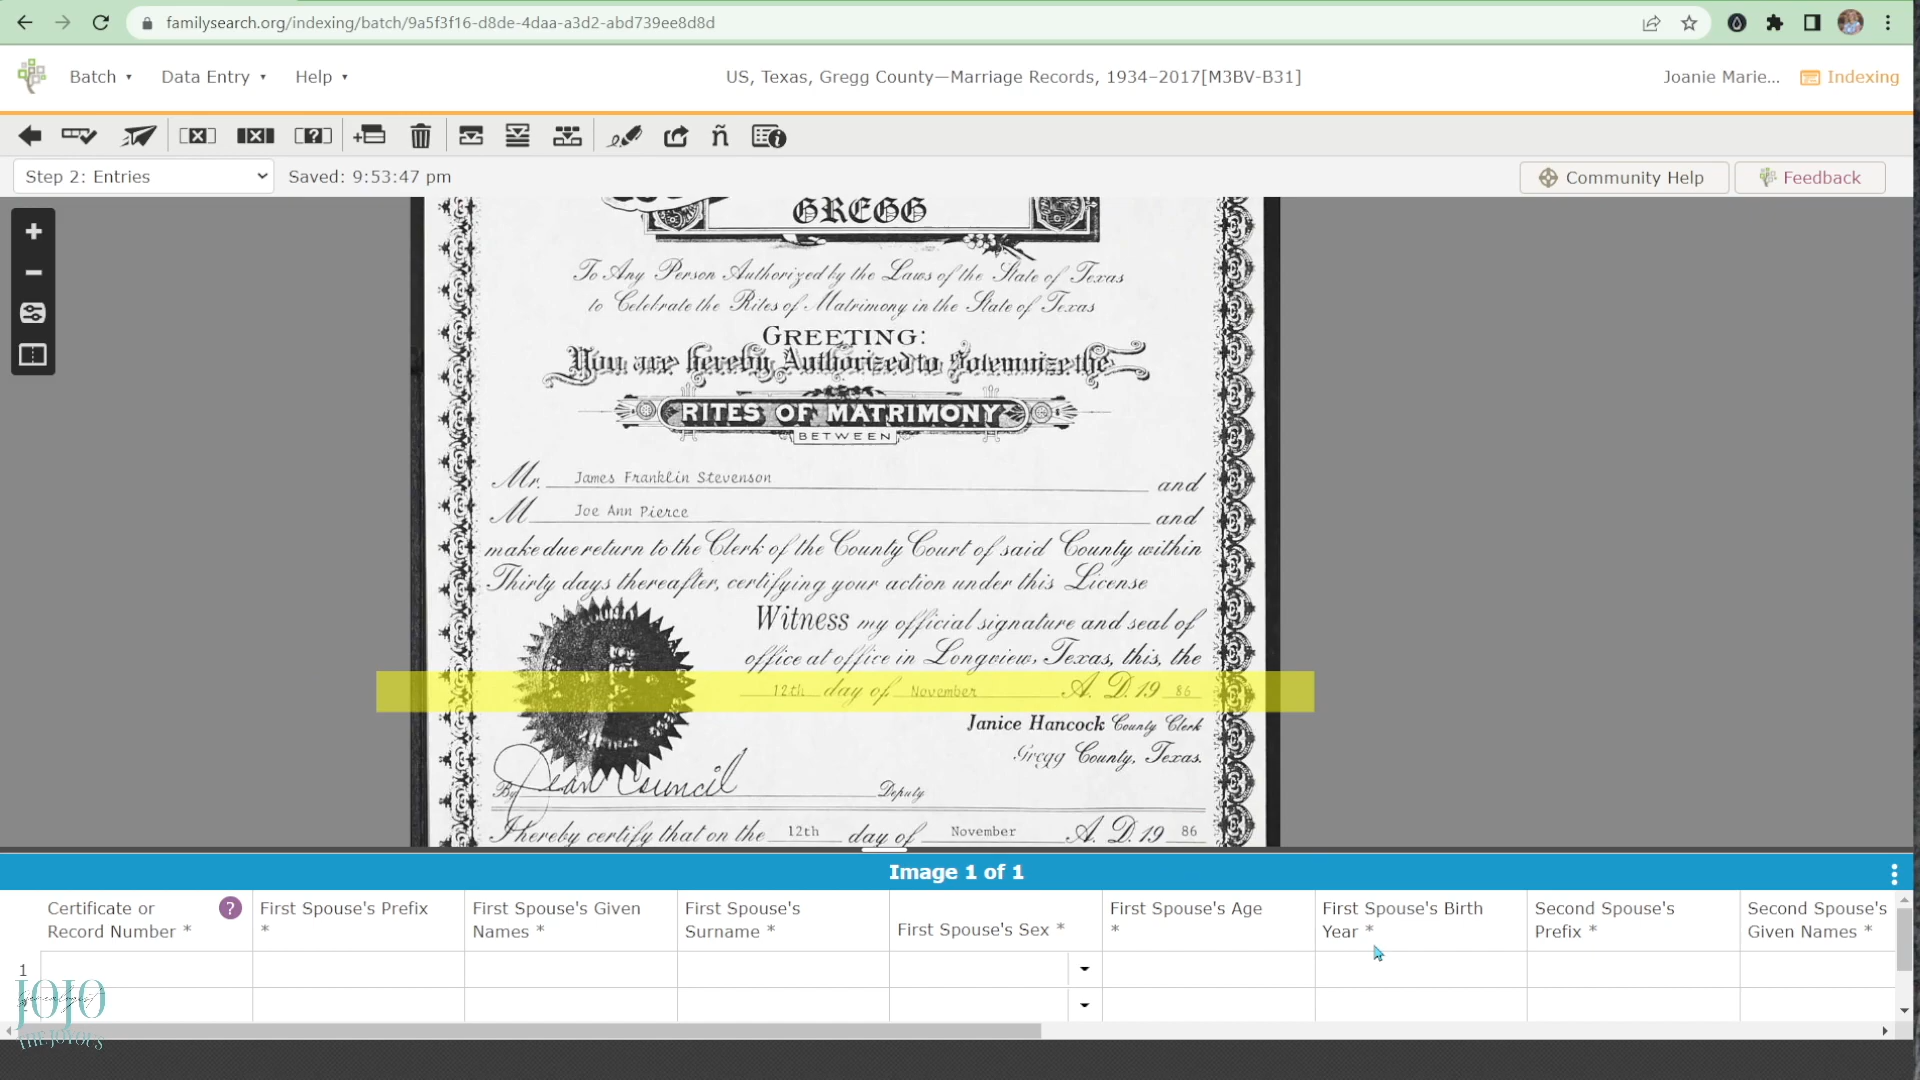 familysearch.org/indexing/batch/9a5f3f16-d8de-4daa-a3d2-abd739ee8d8d
Batch Data Entry Help
US, Texas, Gregg County—Marriage Records, 1934–2017[M3BV-B31]
Joanie Marie... Indexing
Step 2: Entries Saved: 9:53:47 pm
Community Help Feedback
GREGG
To Any Person Authorized by the Laws of the State of Texas
to Celebrate the Rites of Matrimony in the State of Texas
GREETING:
You are hereby Authorized to Solemnize the
RITES OF MATRIMONY
BETWEEN
Mr. James Franklin Stevenson and
M Joe Ann Pierce and
make due return to the Clerk of the County Court of said County within
Thirty days thereafter, certifying your action under this License
Witness my official signature and seal of
office at office in Longview, Texas, this, the
12th day of November A. D. 19 86
Janice Hancock County Clerk
Gregg County, Texas.
By Jean Council Deputy
I hereby certify that on the 12th day of November A. D. 19 86
Image 1 of 1
Certificate or Record Number *
First Spouse's Prefix *
First Spouse's Given Names *
First Spouse's Surname *
First Spouse's Sex *
First Spouse's Age *
First Spouse's Birth Year *
Second Spouse's Prefix *
Second Spouse's Given Names *
1
JOJO
Genealogist
THE JOYOUS